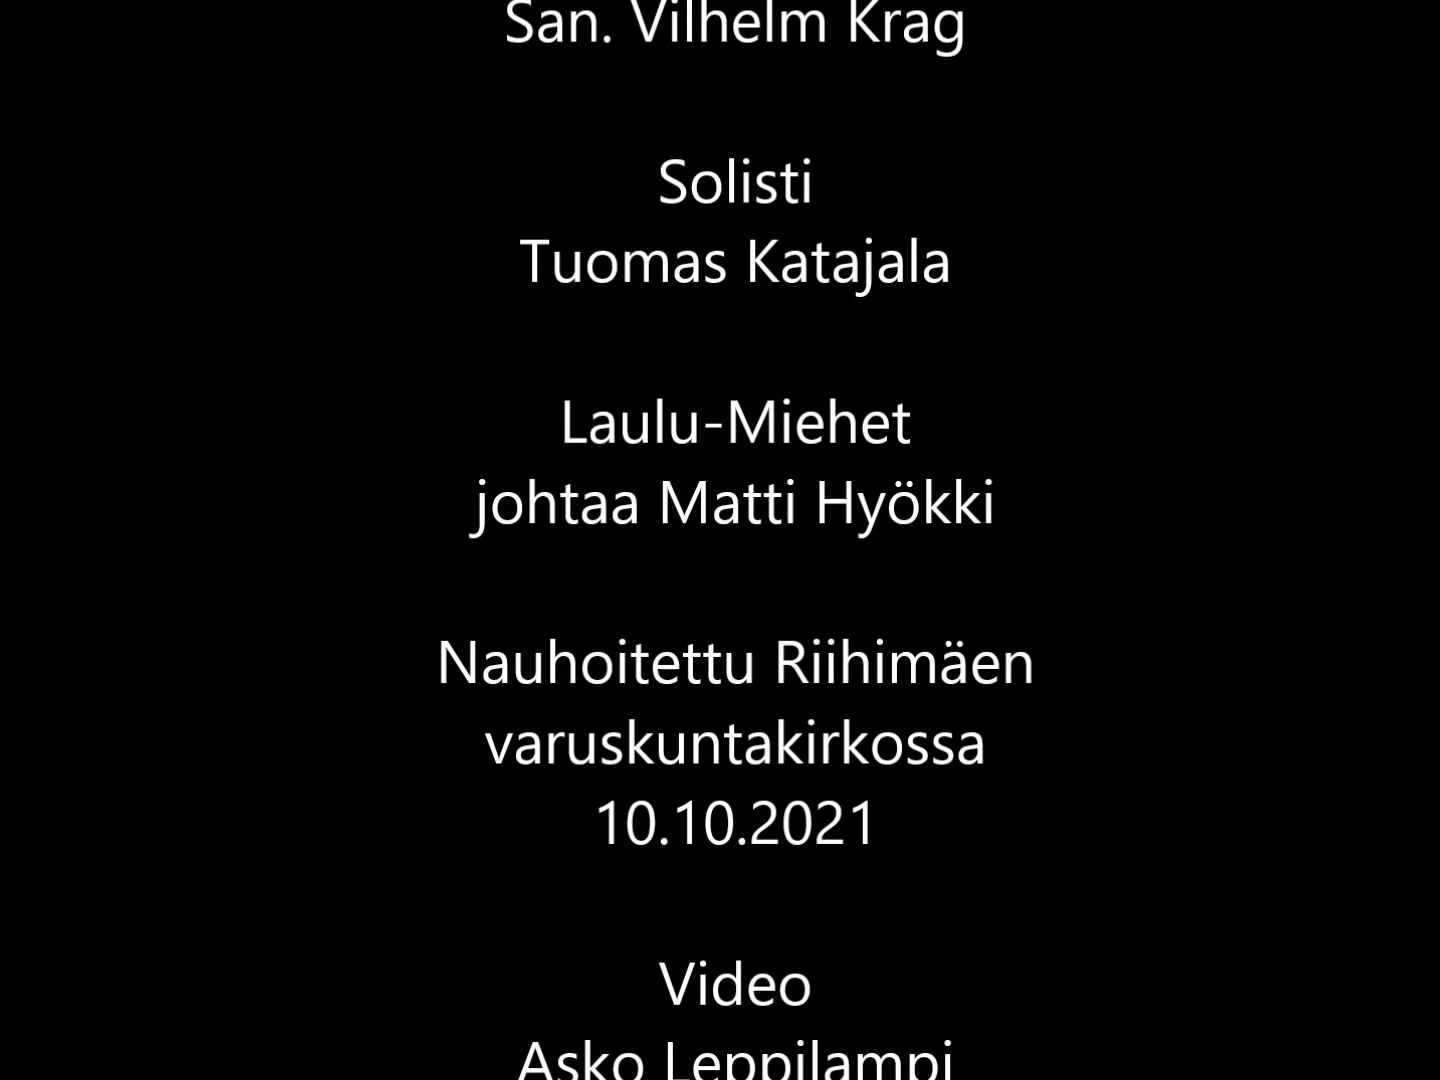 San. Vilhelm Krag
Solisti
Tuomas Katajala
Laulu-Miehet
johtaa Matti Hyökki
Nauhoitettu Riihimäen
varuskuntakirkossa
10.10.2021
Video
Asko Leppilampi